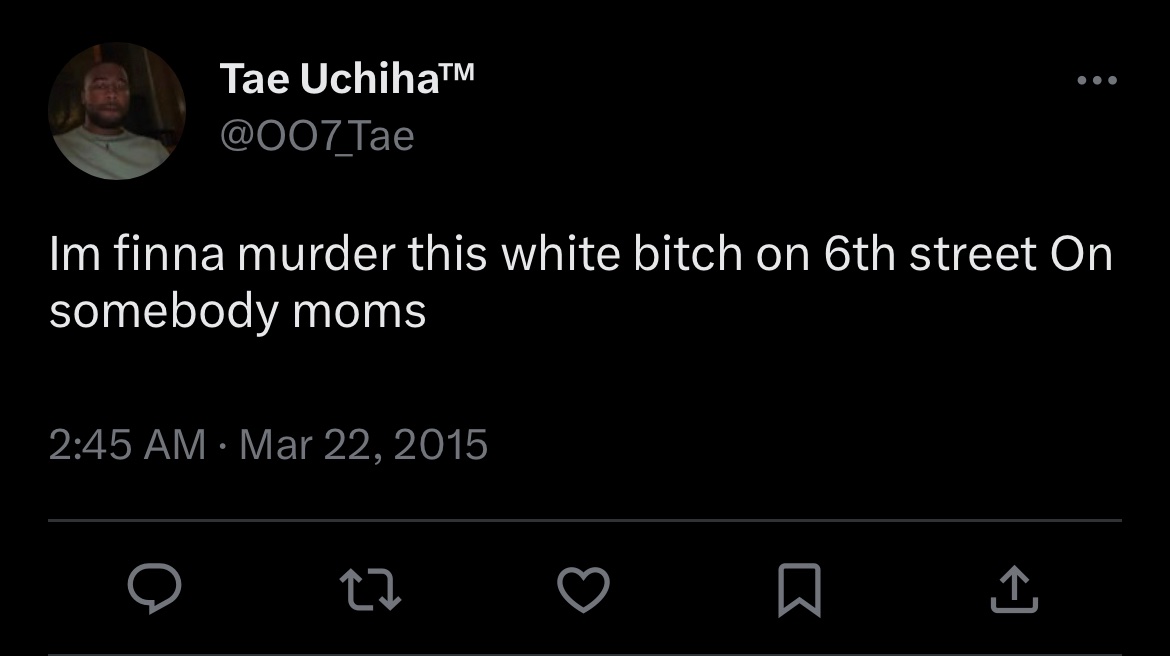 Tae Uchiha™
@OO7_Tae
Im finna murder this white bitch on 6th street On
somebody moms
2:45 AM · Mar 22, 2015